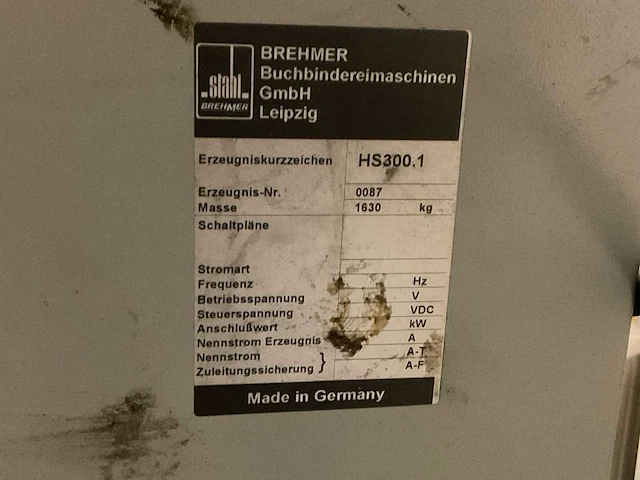 stahl
BREHMER
BREHMER
Buchbindereimaschinen
GmbH
Leipzig
Erzeugniskurzzeichen HS300.1
Erzeugnis-Nr. 0087
Masse 1630 kg
Schaltpläne
Stromart
Frequenz Hz
Betriebsspannung V
Steuerspannung VDC
Anschlußwert kW
Nennstrom Erzeugnis A
Nennstrom } A-T
Zuleitungssicherung A-F
Made in Germany